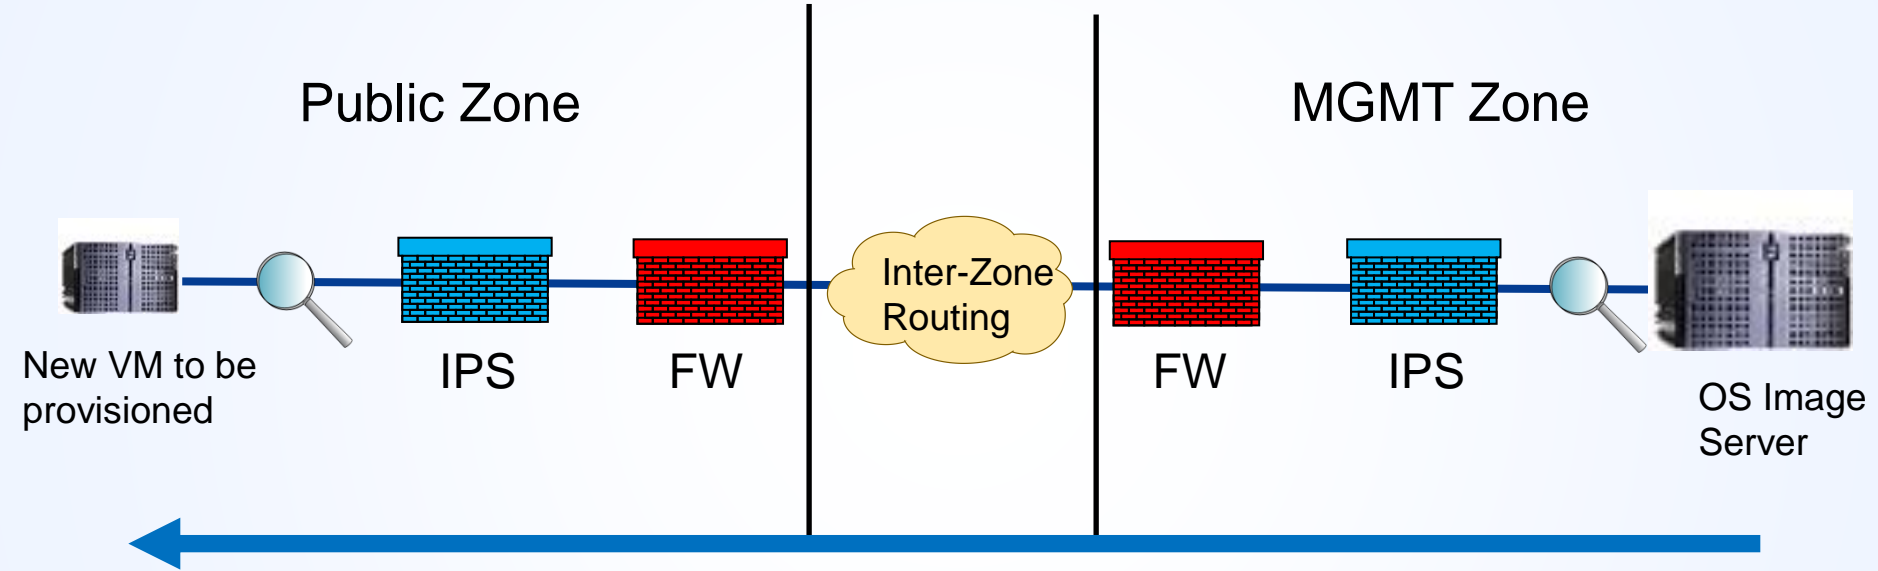 Public Zone
MGMT Zone
Inter-Zone
Routing
New VM to be
provisioned
IPS
FW
FW
IPS
OS Image
Server